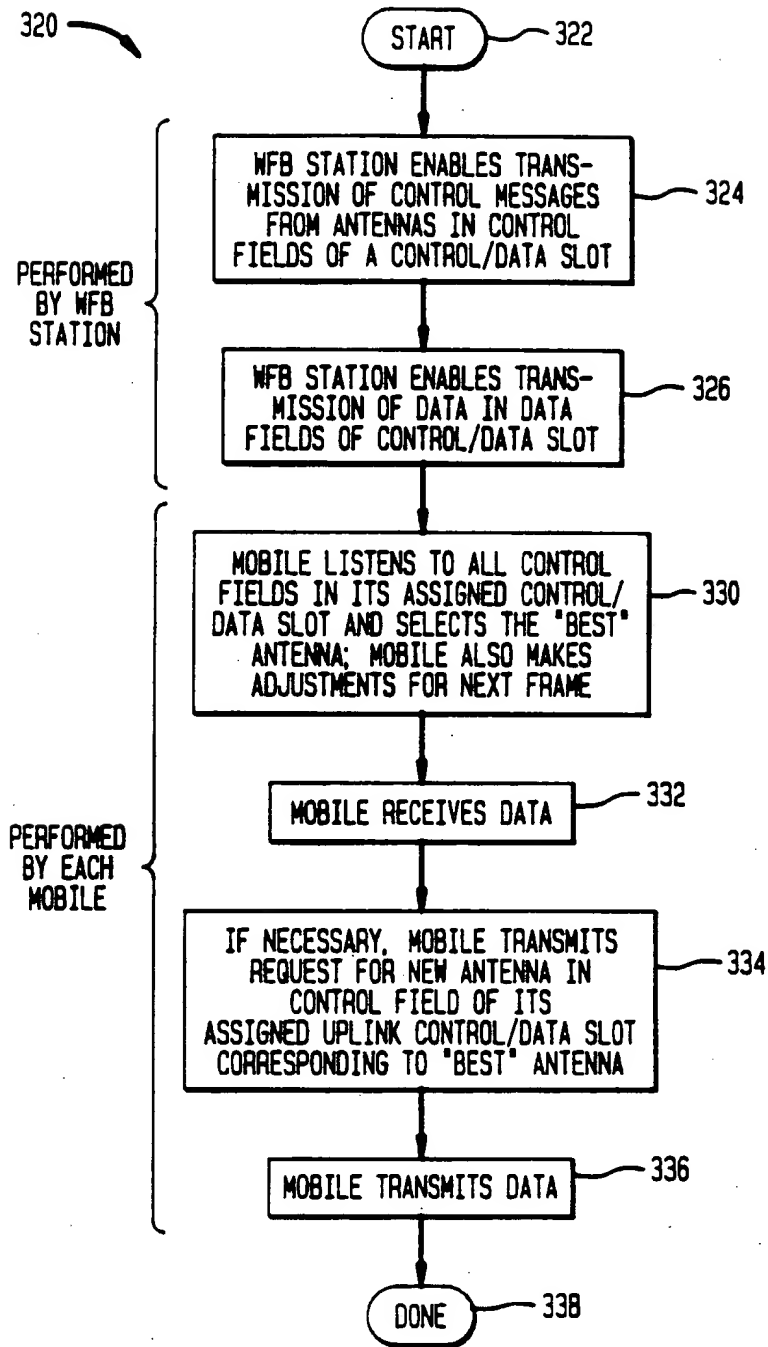 320
START
322
WFB STATION ENABLES TRANS-
MISSION OF CONTROL MESSAGES
FROM ANTENNAS IN CONTROL
FIELDS OF A CONTROL/DATA SLOT
324
PERFORMED
BY WFB
STATION
WFB STATION ENABLES TRANS-
MISSION OF DATA IN DATA
FIELDS OF CONTROL/DATA SLOT
326
MOBILE LISTENS TO ALL CONTROL
FIELDS IN ITS ASSIGNED CONTROL/
DATA SLOT AND SELECTS THE "BEST"
ANTENNA; MOBILE ALSO MAKES
ADJUSTMENTS FOR NEXT FRAME
330
MOBILE RECEIVES DATA
332
PERFORMED
BY EACH
MOBILE
IF NECESSARY, MOBILE TRANSMITS
REQUEST FOR NEW ANTENNA IN
CONTROL FIELD OF ITS
ASSIGNED UPLINK CONTROL/DATA SLOT
CORRESPONDING TO "BEST" ANTENNA
334
MOBILE TRANSMITS DATA
336
DONE
338